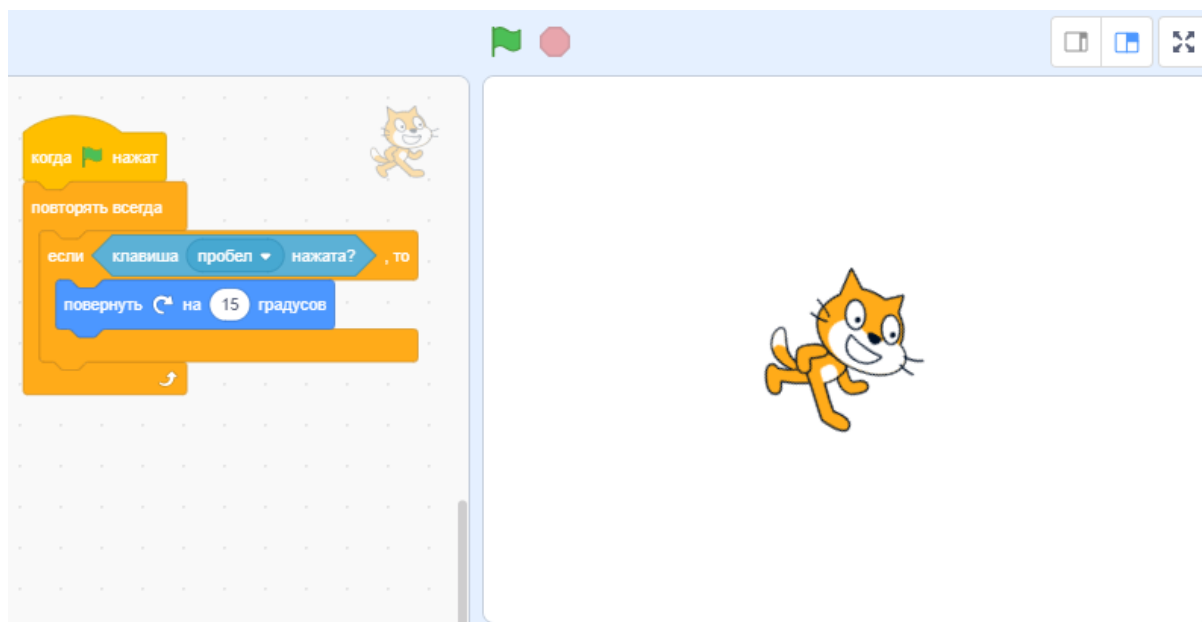 когда нажат
повторять всегда
если клавиша пробел нажата? , то
повернуть на 15 градусов